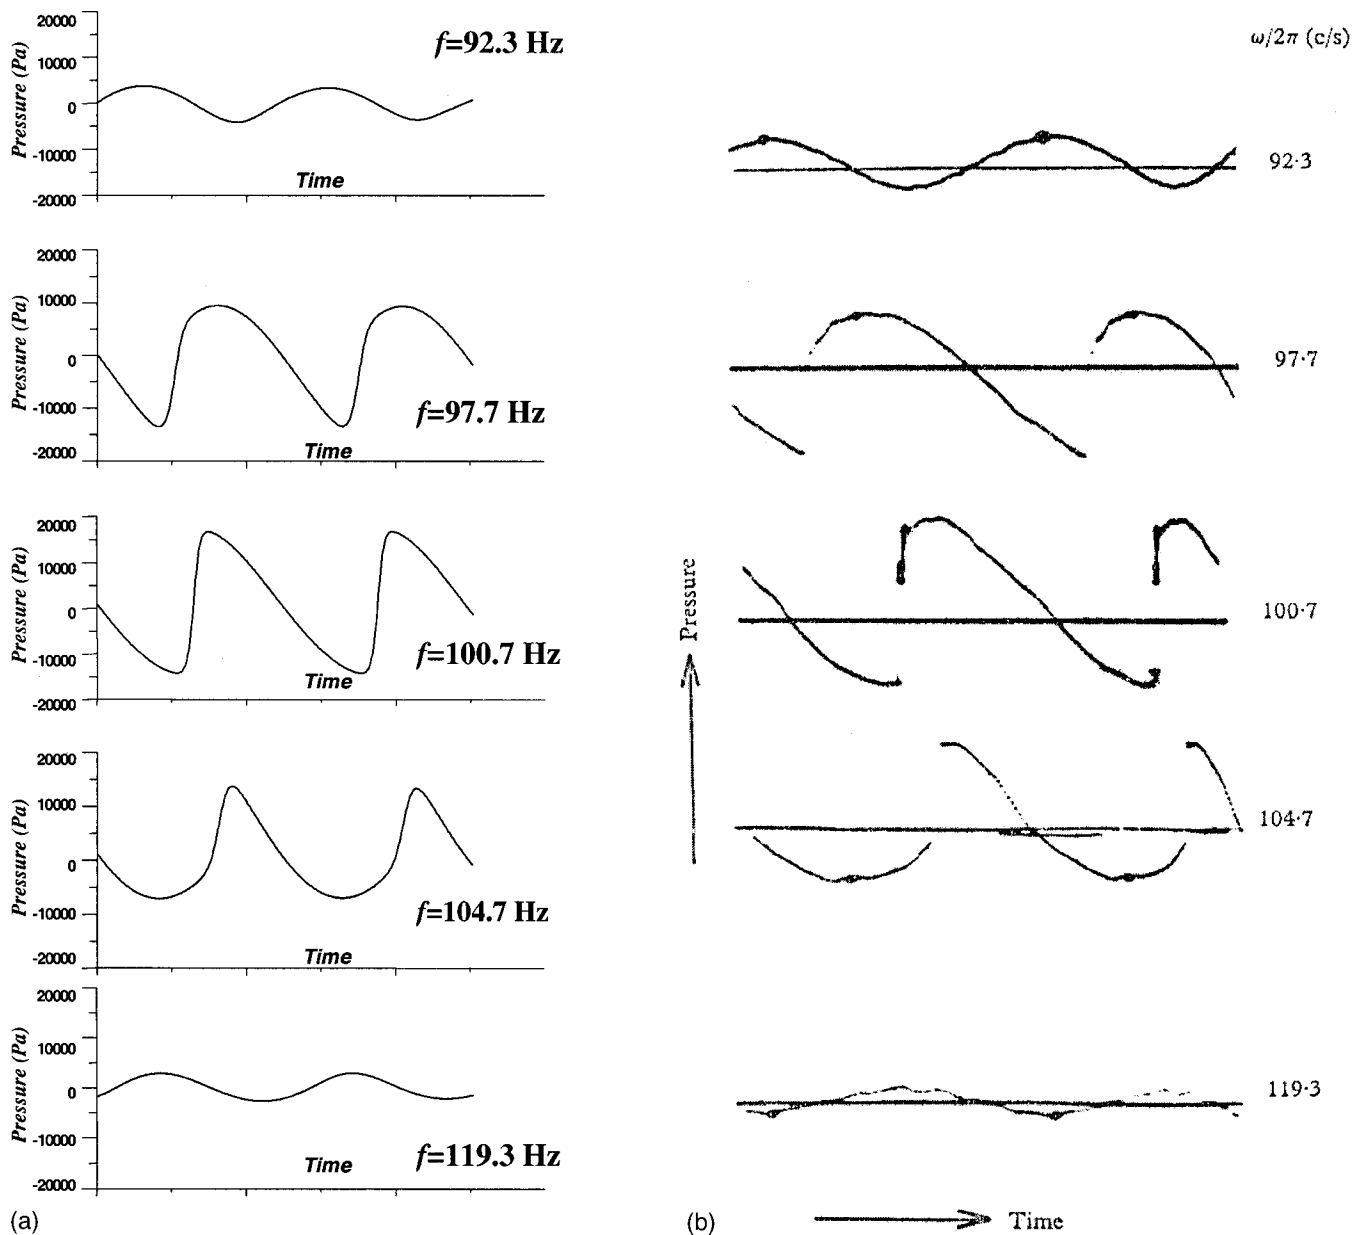 20000
10000
0
-10000
-20000
Pressure (Pa)
f=92.3 Hz
Time
20000
10000
0
-10000
-20000
Pressure (Pa)
f=97.7 Hz
Time
20000
10000
0
-10000
-20000
Pressure (Pa)
f=100.7 Hz
Time
20000
10000
0
-10000
-20000
Pressure (Pa)
f=104.7 Hz
Time
20000
10000
0
-10000
-20000
Pressure (Pa)
f=119.3 Hz
Time
(a)
ω/2π (c/s)
92·3
97·7
100·7
104·7
119·3
Pressure
(b)
Time